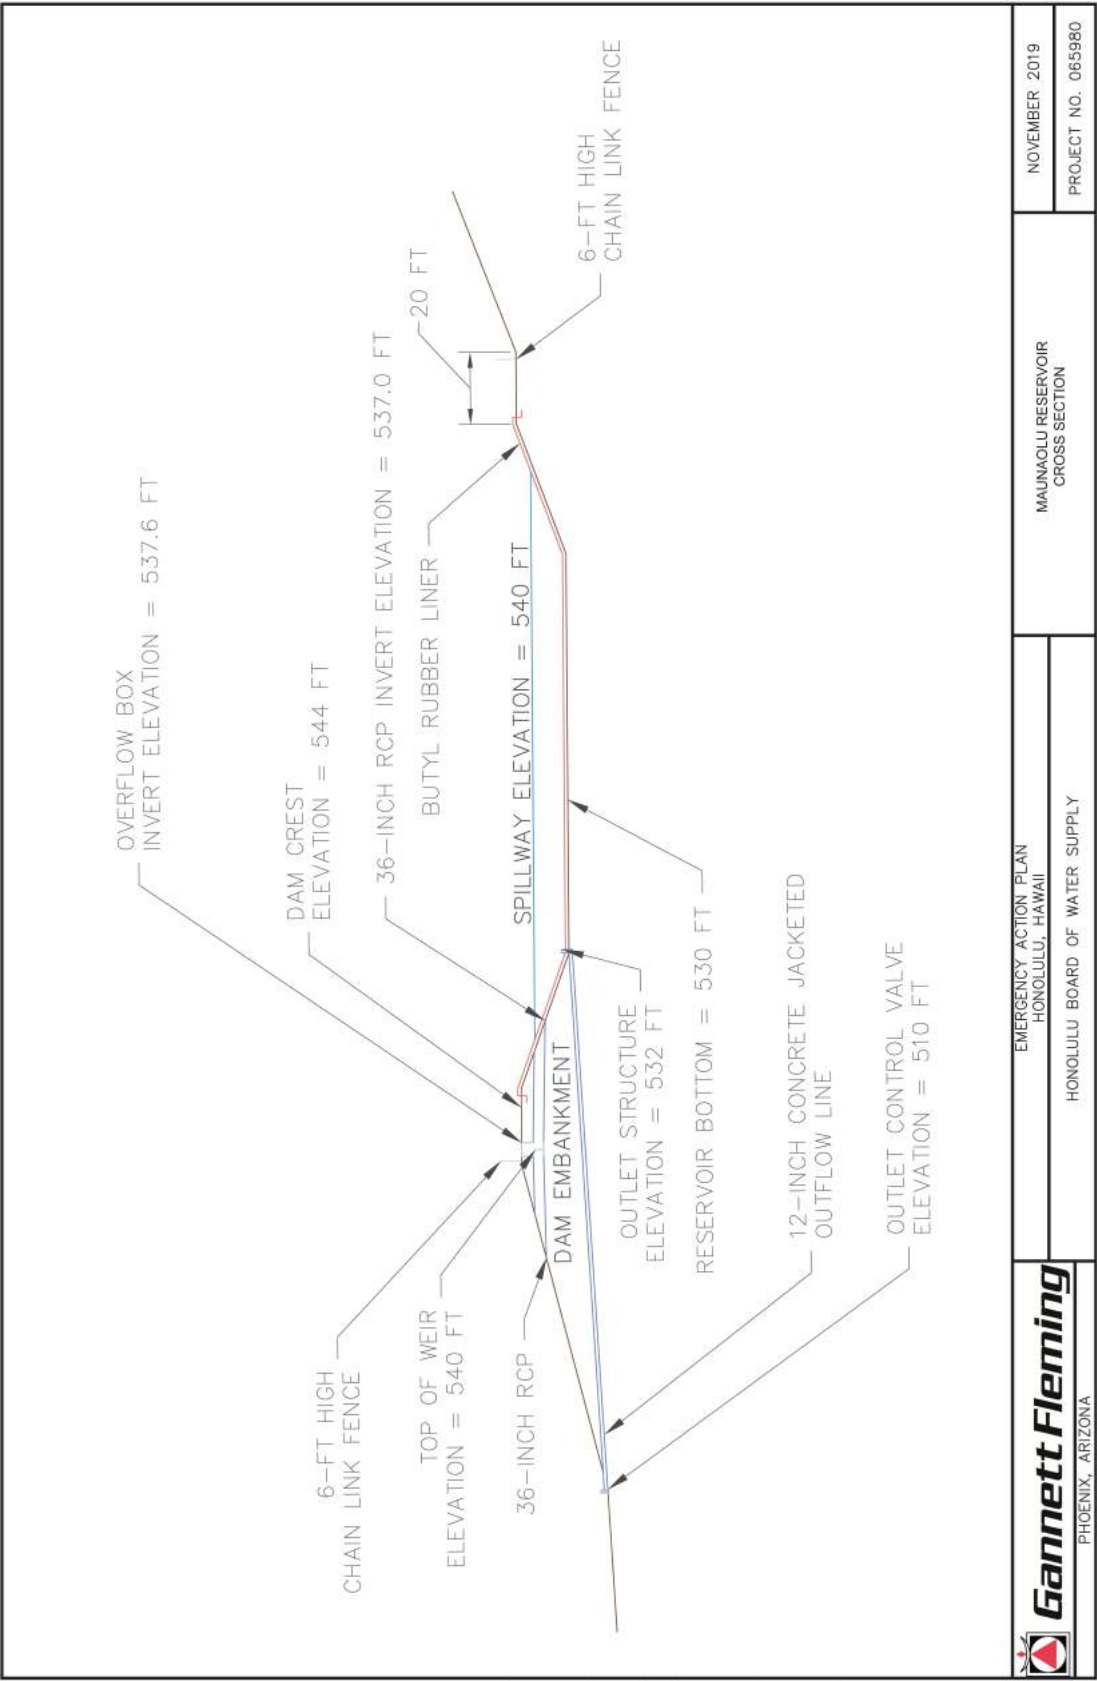 OVERFLOW BOX
INVERT ELEVATION = 537.6 FT
DAM CREST
ELEVATION = 544 FT
36-INCH RCP INVERT ELEVATION = 537.0 FT
BUTYL RUBBER LINER
20 FT
6-FT HIGH
CHAIN LINK FENCE
SPILLWAY ELEVATION = 540 FT
6-FT HIGH
CHAIN LINK FENCE
TOP OF WEIR
ELEVATION = 540 FT
36-INCH RCP
DAM EMBANKMENT
OUTLET STRUCTURE
ELEVATION = 532 FT
RESERVOIR BOTTOM = 530 FT
12-INCH CONCRETE JACKETED
OUTFLOW LINE
OUTLET CONTROL VALVE
ELEVATION = 510 FT
Gannett Fleming
PHOENIX, ARIZONA
EMERGENCY ACTION PLAN
HONOLULU, HAWAII
HONOLULU BOARD OF WATER SUPPLY
MAUNAOLU RESERVOIR
CROSS SECTION
NOVEMBER 2019
PROJECT NO. 065980